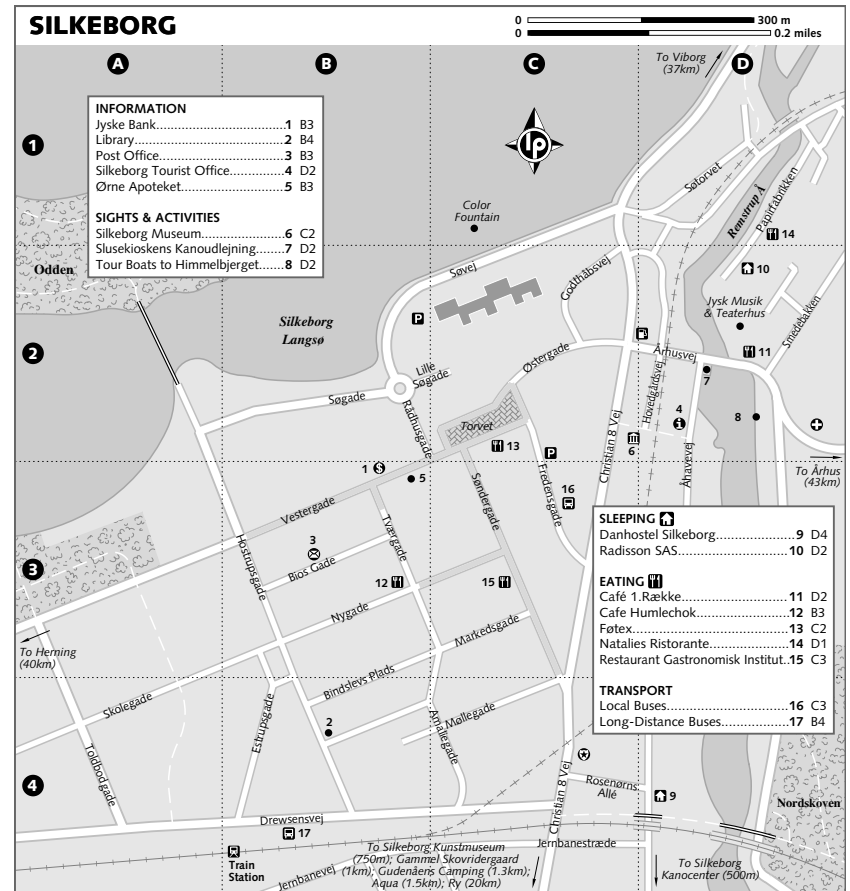 SILKEBORG
0 300 m
0 0.2 miles
A B C D
To Viborg
(37km)
INFORMATION
Jyske Bank 1 B3
Library 2 B4
Post Office 3 B3
Silkeborg Tourist Office 4 D2
Ørne Apoteket 5 B3
SIGHTS & ACTIVITIES
Silkeborg Museum 6 C2
Slusekioskens Kanoudlejning 7 D2
Tour Boats to Himmelbjerget 8 D2
1
lp
Søtorvet
Remstrup Å
Papirfabrikken
14
Color
Fountain
Odden
Søvej
Godthåbsvej
10
Silkeborg
Langsø
P
Jysk Musik
& Teaterhus
Smedebakken
2
Østergade
Århusvej
11
7
Lille
Søgade
Søgade
Rådhusgade
Hovedgårdsvej
4
8
Torvet
13
P
Christian 8 Vej
6
Åhavevej
To Århus
(43km)
1 $
5
Fredensgade
16
Søndergade
Vestergade
Tværgade
3
Hostrupsgade
Bios Gade
12
15
3
Nygade
Markedsgade
To Herning
(40km)
SLEEPING
Danhostel Silkeborg 9 D4
Radisson SAS 10 D2
EATING
Café 1.Række 11 D2
Cafe Humlechok 12 B3
Føtex 13 C2
Natalies Ristorante 14 D1
Restaurant Gastronomisk Institut 15 C3
TRANSPORT
Local Buses 16 C3
Long-Distance Buses 17 B4
Bindslevs Plads
Skolegade
Estrupsgade
2
Amaliegade
Møllegade
Toldbodgade
4
Christian 8 Vej
Rosenørns
Allé
9
Nordskoven
Drewsensvej
17
Train
Station
Jernbanevej
To Silkeborg Kunstmuseum
(750m); Gammel Skovridergaard
(1km); Gudenåens Camping (1.3km);
Aqua (1.5km); Ry (20km)
Jernbanestræde
To Silkeborg
Kanocenter (500m)